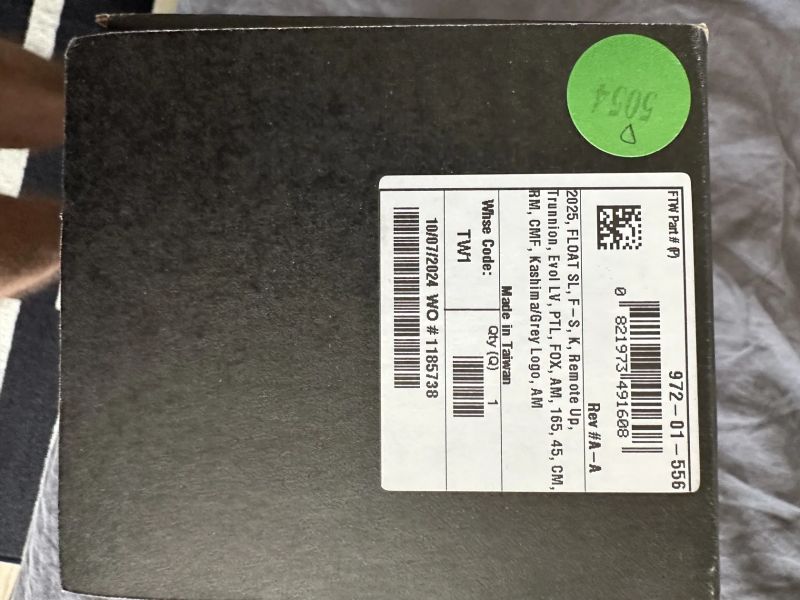 5054
FTW Part # (P)
972-01-556
0 821973 491608
Rev #A-A
2025, FLOAT SL, F-S, K, Remote Up,
Trunnion, Evol LV, PTL, FOX, AM, 165, 45, CM,
RM, CMF, Kashima/Grey Logo, AM
Made in Taiwan
Whse Code:
TW1
Qty (Q)
1
10/07/2024 WO # 1185738